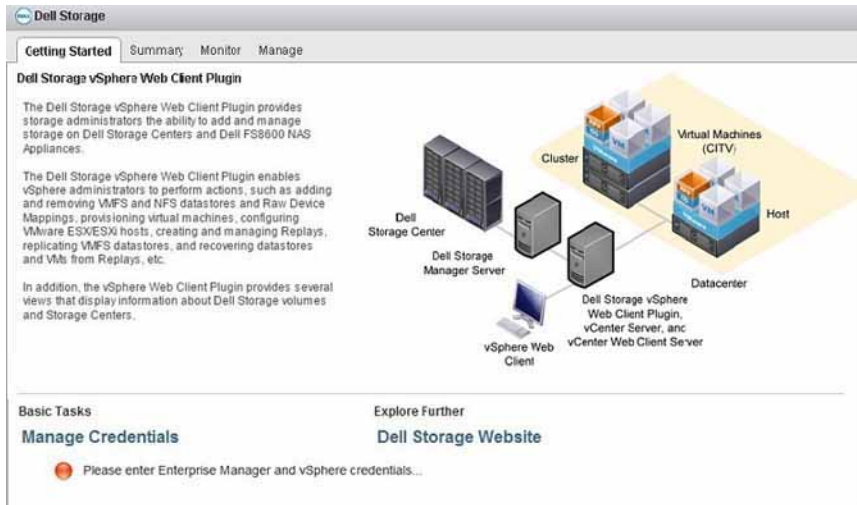 Dell Storage
Getting Started Summary Monitor Manage
Dell Storage vSphere Web Client Plugin
The Dell Storage vSphere Web Client Plugin provides
storage administrators the ability to add and manage
storage on Dell Storage Centers and Dell FS8600 NAS
Appliances.
The Dell Storage vSphere Web Client Plugin enables
vSphere administrators to perform actions, such as adding
and removing VMFS and NFS datastores and Raw Device
Mappings, provisioning virtual machines, configuring
VMware ESX/ESXi hosts, creating and managing Replays,
replicating VMFS datastores, and recovering datastores
and VMs from Replays, etc.
In addition, the vSphere Web Client Plugin provides several
views that display information about Dell Storage volumes
and Storage Centers.
Cluster
Virtual Machines
(CITV)
VM
VM
Host
Dell
Storage Center
Dell Storage
Manager Server
Datacenter
Dell Storage vSphere
Web Client Plugin,
vCenter Server, and
vCenter Web Client Server
vSphere Web
Client
Basic Tasks
Explore Further
Manage Credentials
Dell Storage Website
Please enter Enterprise Manager and vSphere credentials...